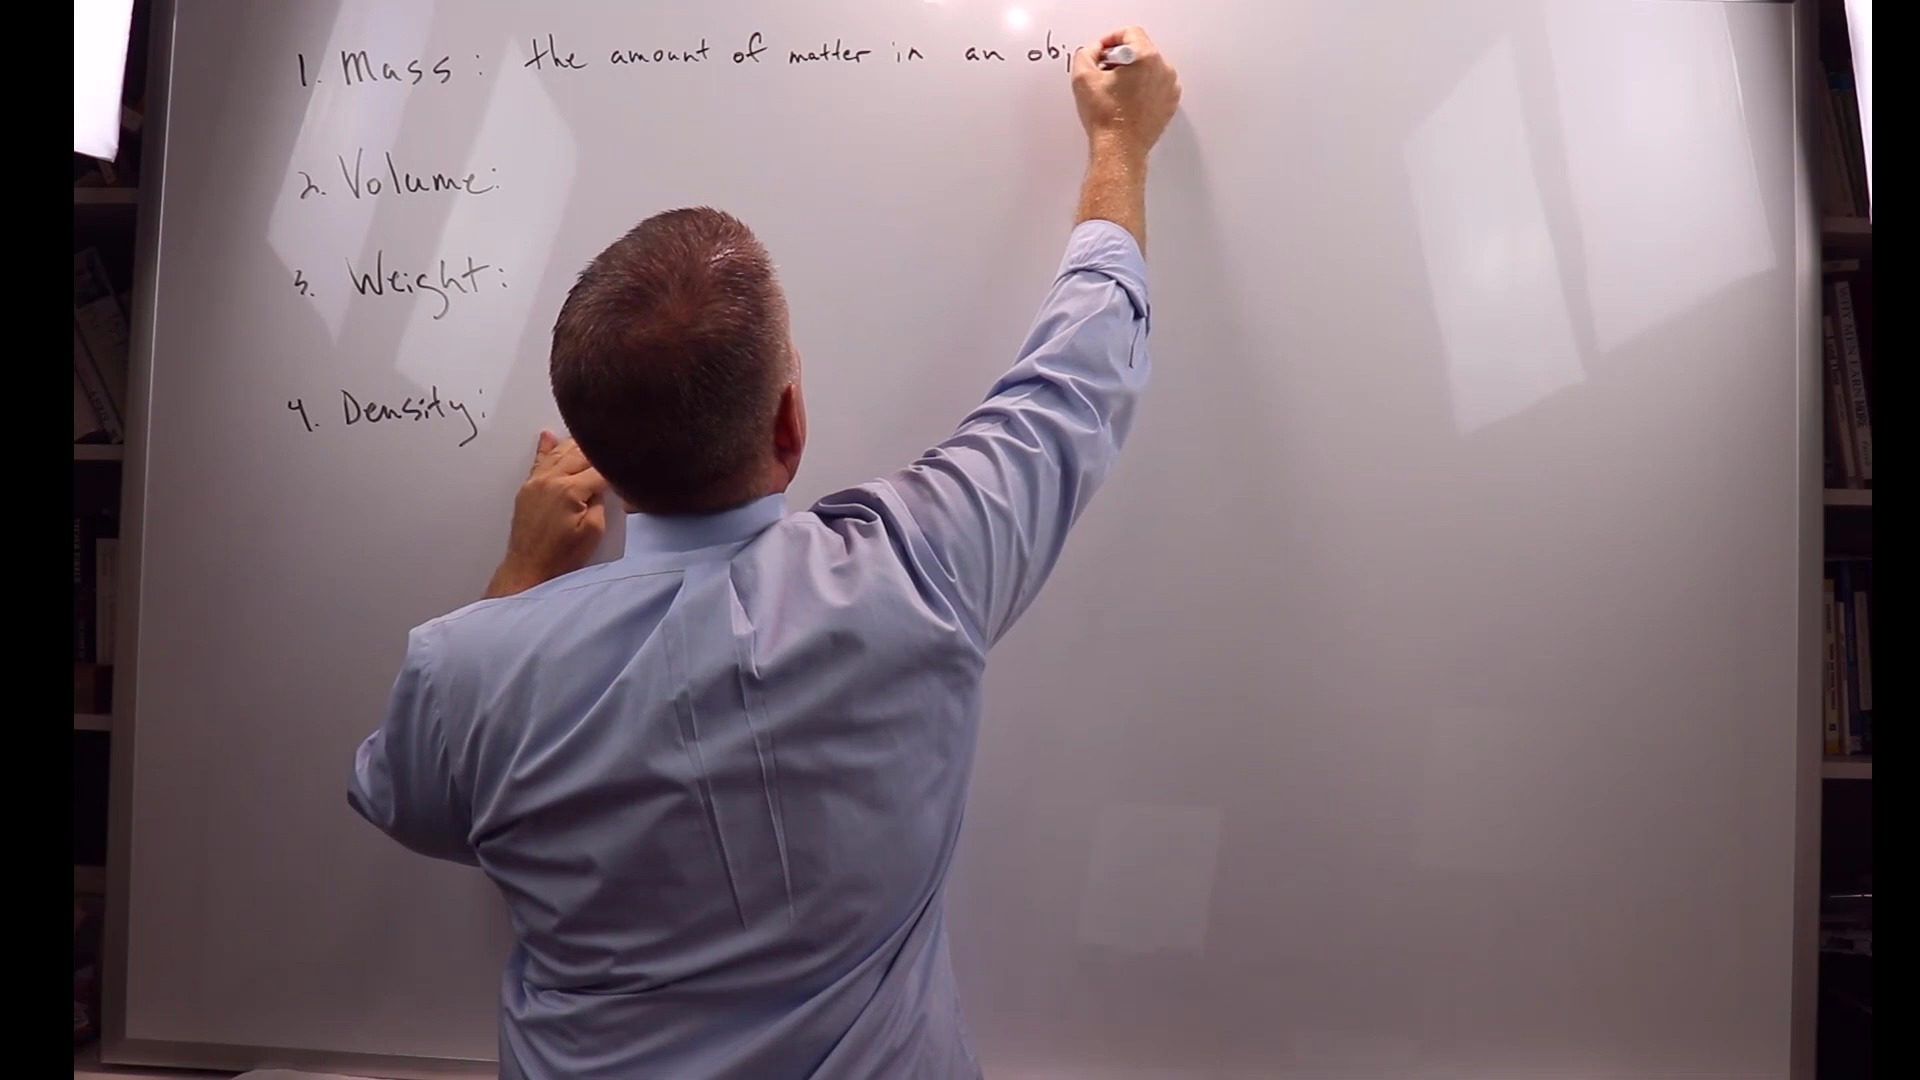 1. Mass: the amount of matter in an obj
2. Volume:
3. Weight:
4. Density: